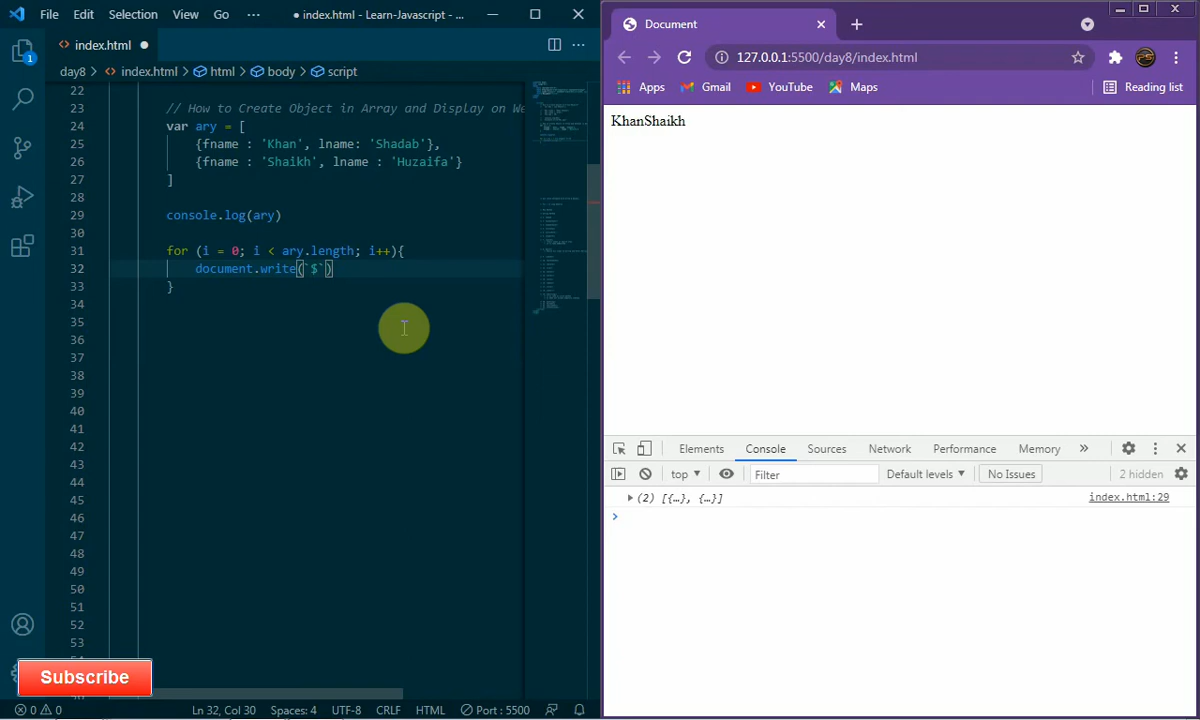 File Edit Selection View Go ··· ● index.html - Learn-Javascript - ...
index.html ●
day8 > index.html > html > body > script
22
23 // How to Create Object in Array and Display on We
24 var ary = [
25 {fname : 'Khan', lname: 'Shadab'},
26 {fname : 'Shaikh', lname : 'Huzaifa'}
27 ]
28
29 console.log(ary)
30
31 for (i = 0; i < ary.length; i++){
32 document.write(`$`)
33 }
34
35
36
37
38
39
40
41
42
43
44
45
46
47
48
49
50
51
52
53
54
Subscribe
0 0 Ln 32, Col 30 Spaces: 4 UTF-8 CRLF HTML Port : 5500
1
Document
127.0.0.1:5500/day8/index.html
Apps Gmail YouTube Maps Reading list
KhanShaikh
Elements Console Sources Network Performance Memory »
top Filter Default levels No Issues 2 hidden
(2) [{…}, {…}] index.html:29